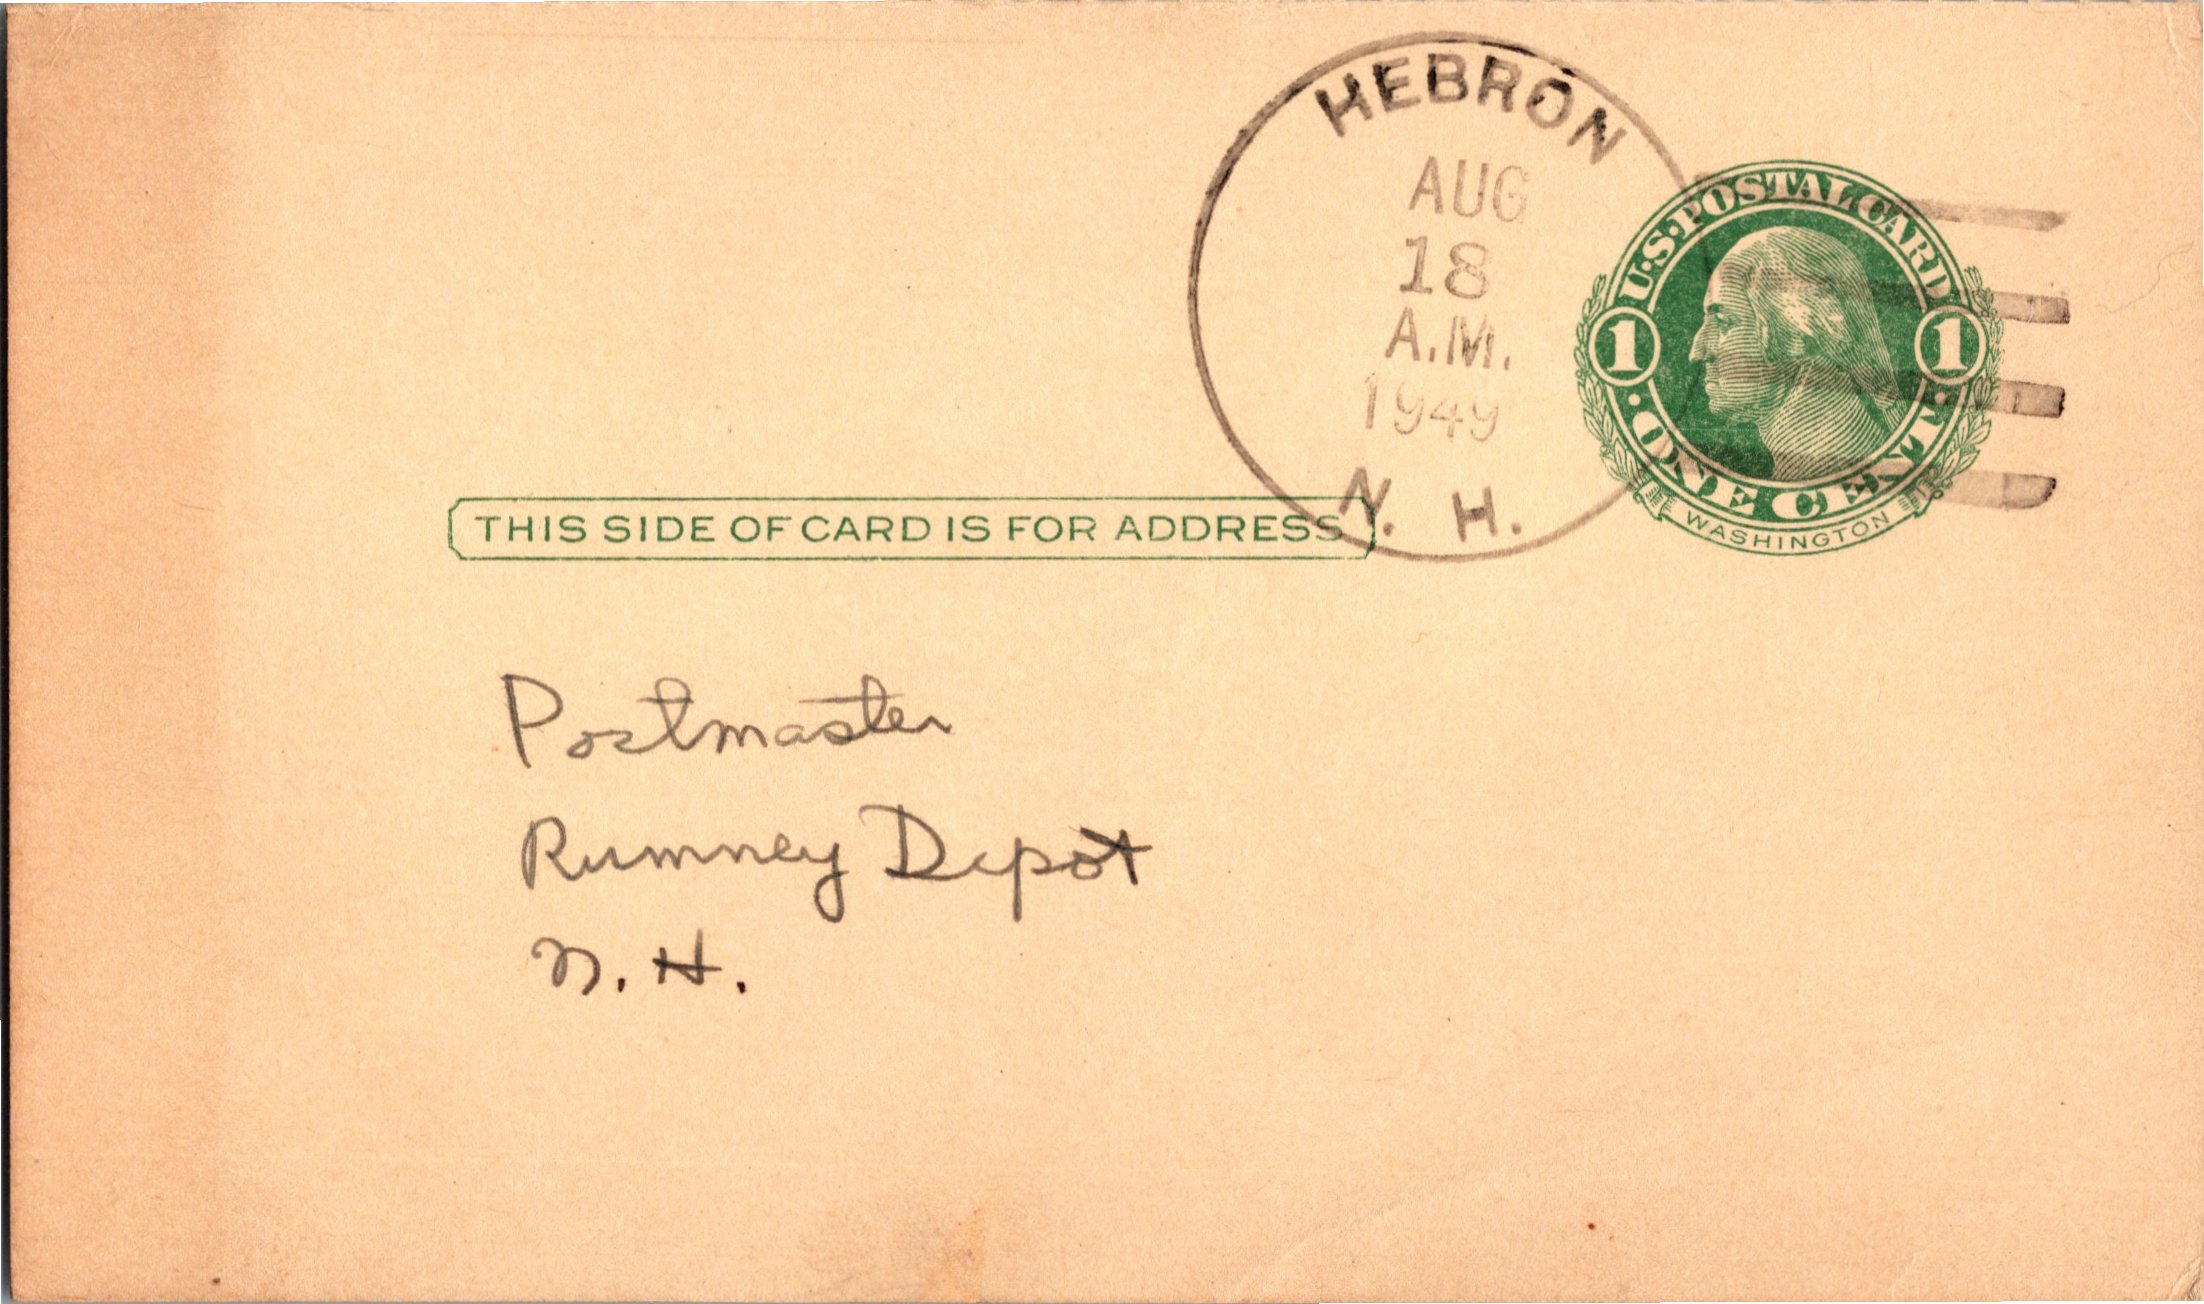 HEBRON
AUG
18
A.M.
1949
N. H.
U.S. POSTAL CARD
1 1
ONE CENT
WASHINGTON
THIS SIDE OF CARD IS FOR ADDRESS
Postmaster
Rumney Depot
N. H.